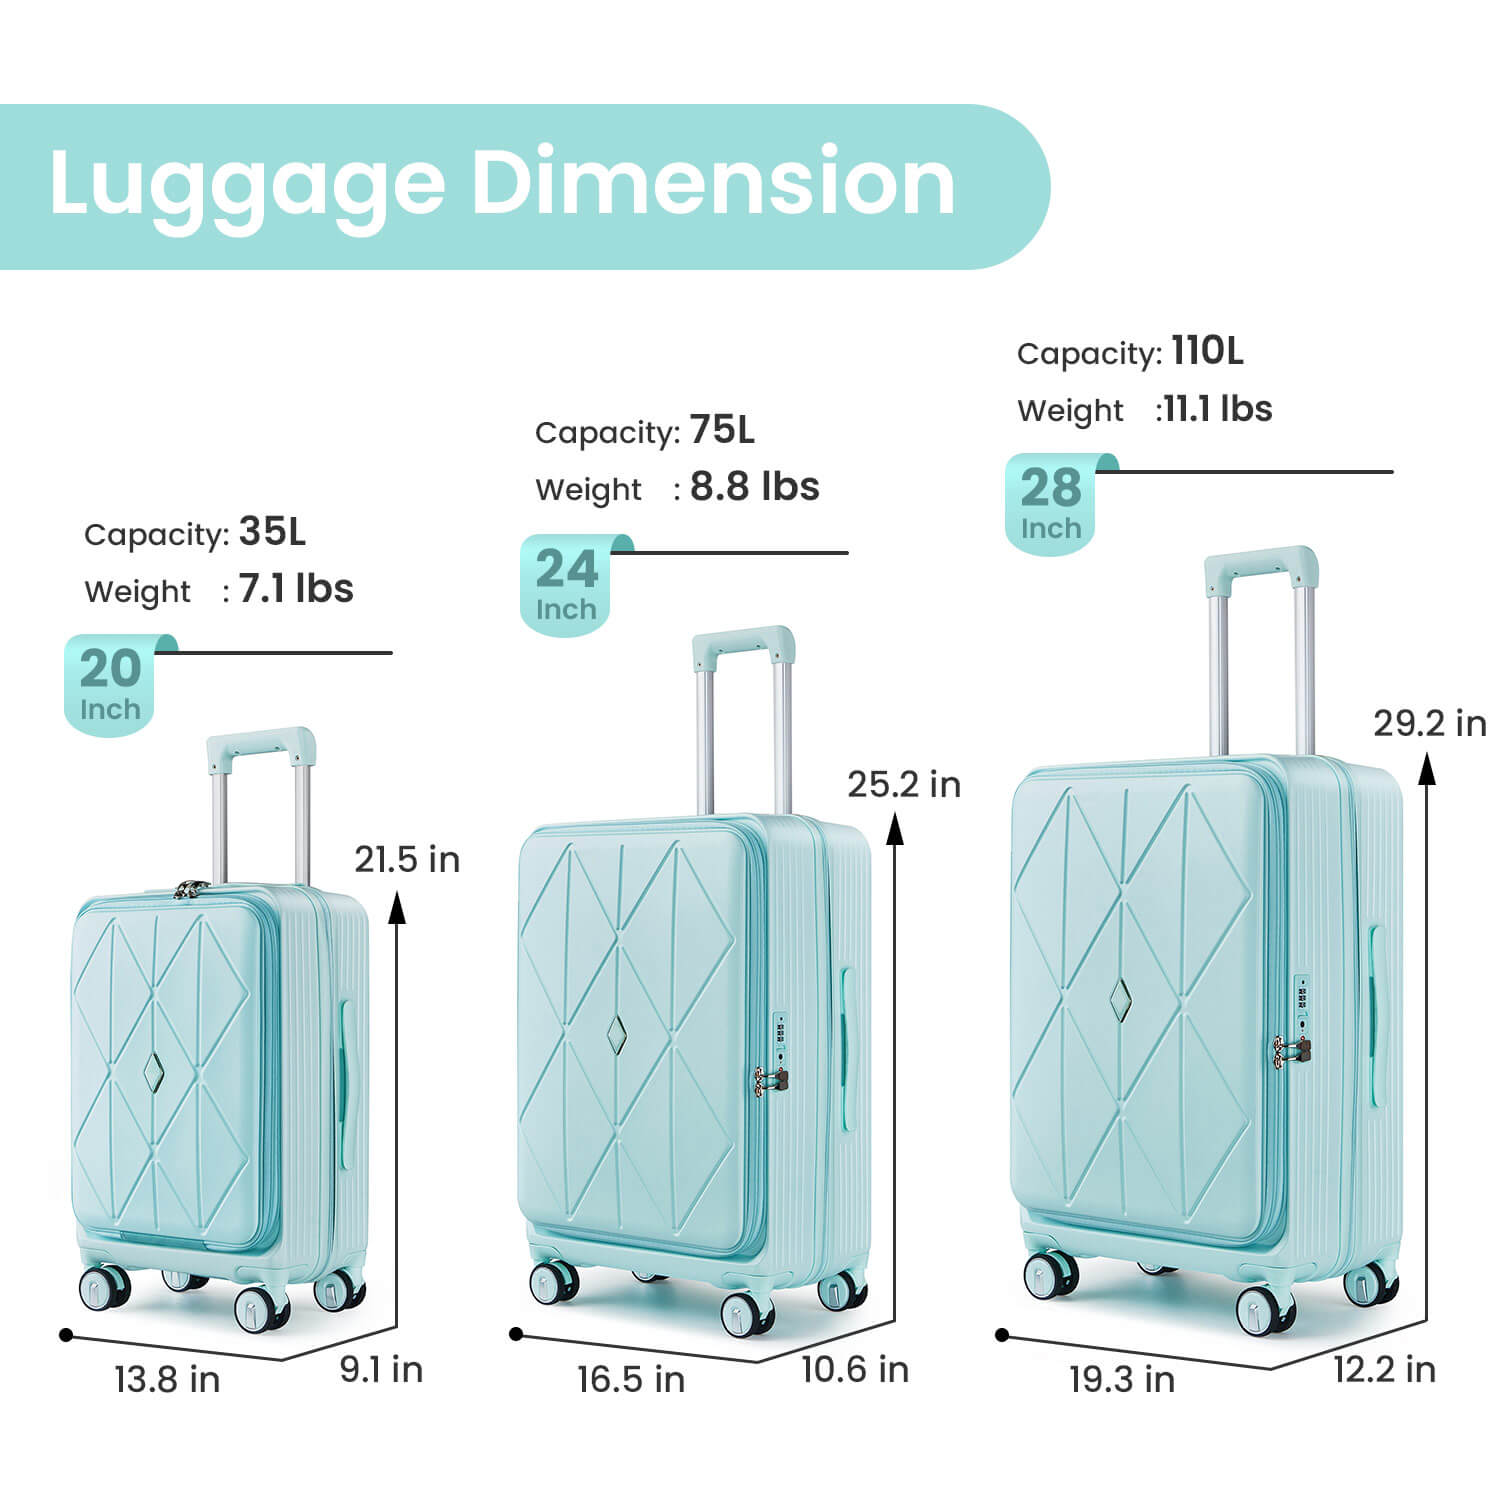 Luggage Dimension
Capacity: 35L
Weight : 7.1 lbs
20
Inch
21.5 in
13.8 in
9.1 in
Capacity: 75L
Weight : 8.8 lbs
24
Inch
25.2 in
16.5 in
10.6 in
Capacity: 110L
Weight :11.1 lbs
28
Inch
29.2 in
19.3 in
12.2 in